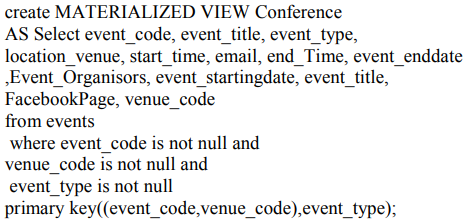 create MATERIALIZED VIEW Conference
AS Select event_code, event_title, event_type,
location_venue, start_time, email, end_Time, event_enddate
,Event_Organisors, event_startingdate, event_title,
FacebookPage, venue_code
from events
where event_code is not null and
venue_code is not null and
event_type is not null
primary key((event_code,venue_code),event_type);